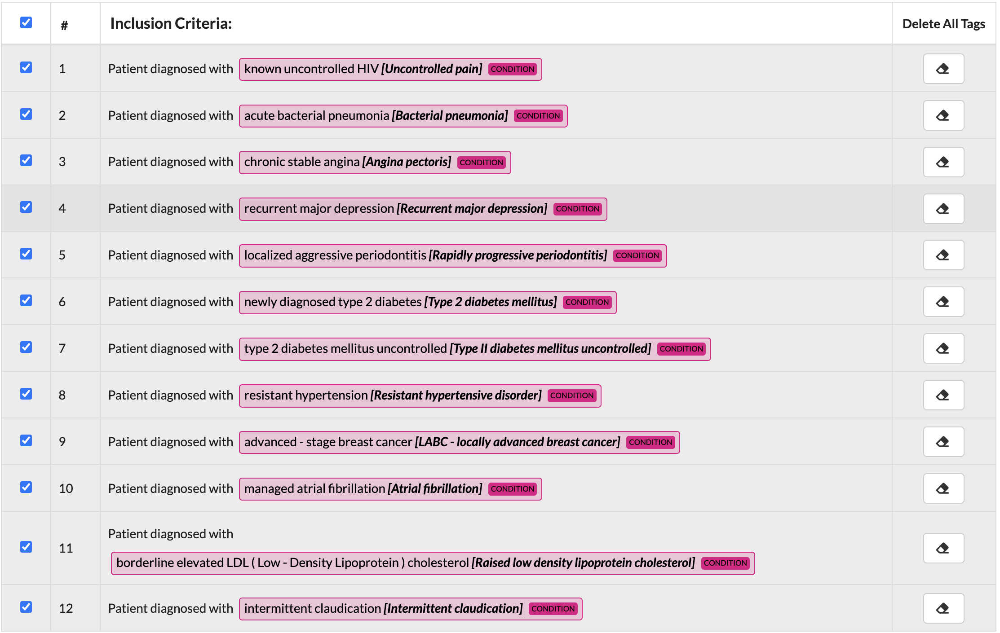 # Inclusion Criteria: Delete All Tags
1 Patient diagnosed with known uncontrolled HIV [Uncontrolled pain] CONDITION
2 Patient diagnosed with acute bacterial pneumonia [Bacterial pneumonia] CONDITION
3 Patient diagnosed with chronic stable angina [Angina pectoris] CONDITION
4 Patient diagnosed with recurrent major depression [Recurrent major depression] CONDITION
5 Patient diagnosed with localized aggressive periodontitis [Rapidly progressive periodontitis] CONDITION
6 Patient diagnosed with newly diagnosed type 2 diabetes [Type 2 diabetes mellitus] CONDITION
7 Patient diagnosed with type 2 diabetes mellitus uncontrolled [Type II diabetes mellitus uncontrolled] CONDITION
8 Patient diagnosed with resistant hypertension [Resistant hypertensive disorder] CONDITION
9 Patient diagnosed with advanced - stage breast cancer [LABC - locally advanced breast cancer] CONDITION
10 Patient diagnosed with managed atrial fibrillation [Atrial fibrillation] CONDITION
11 Patient diagnosed with
borderline elevated LDL ( Low - Density Lipoprotein ) cholesterol [Raised low density lipoprotein cholesterol] CONDITION
12 Patient diagnosed with intermittent claudication [Intermittent claudication] CONDITION